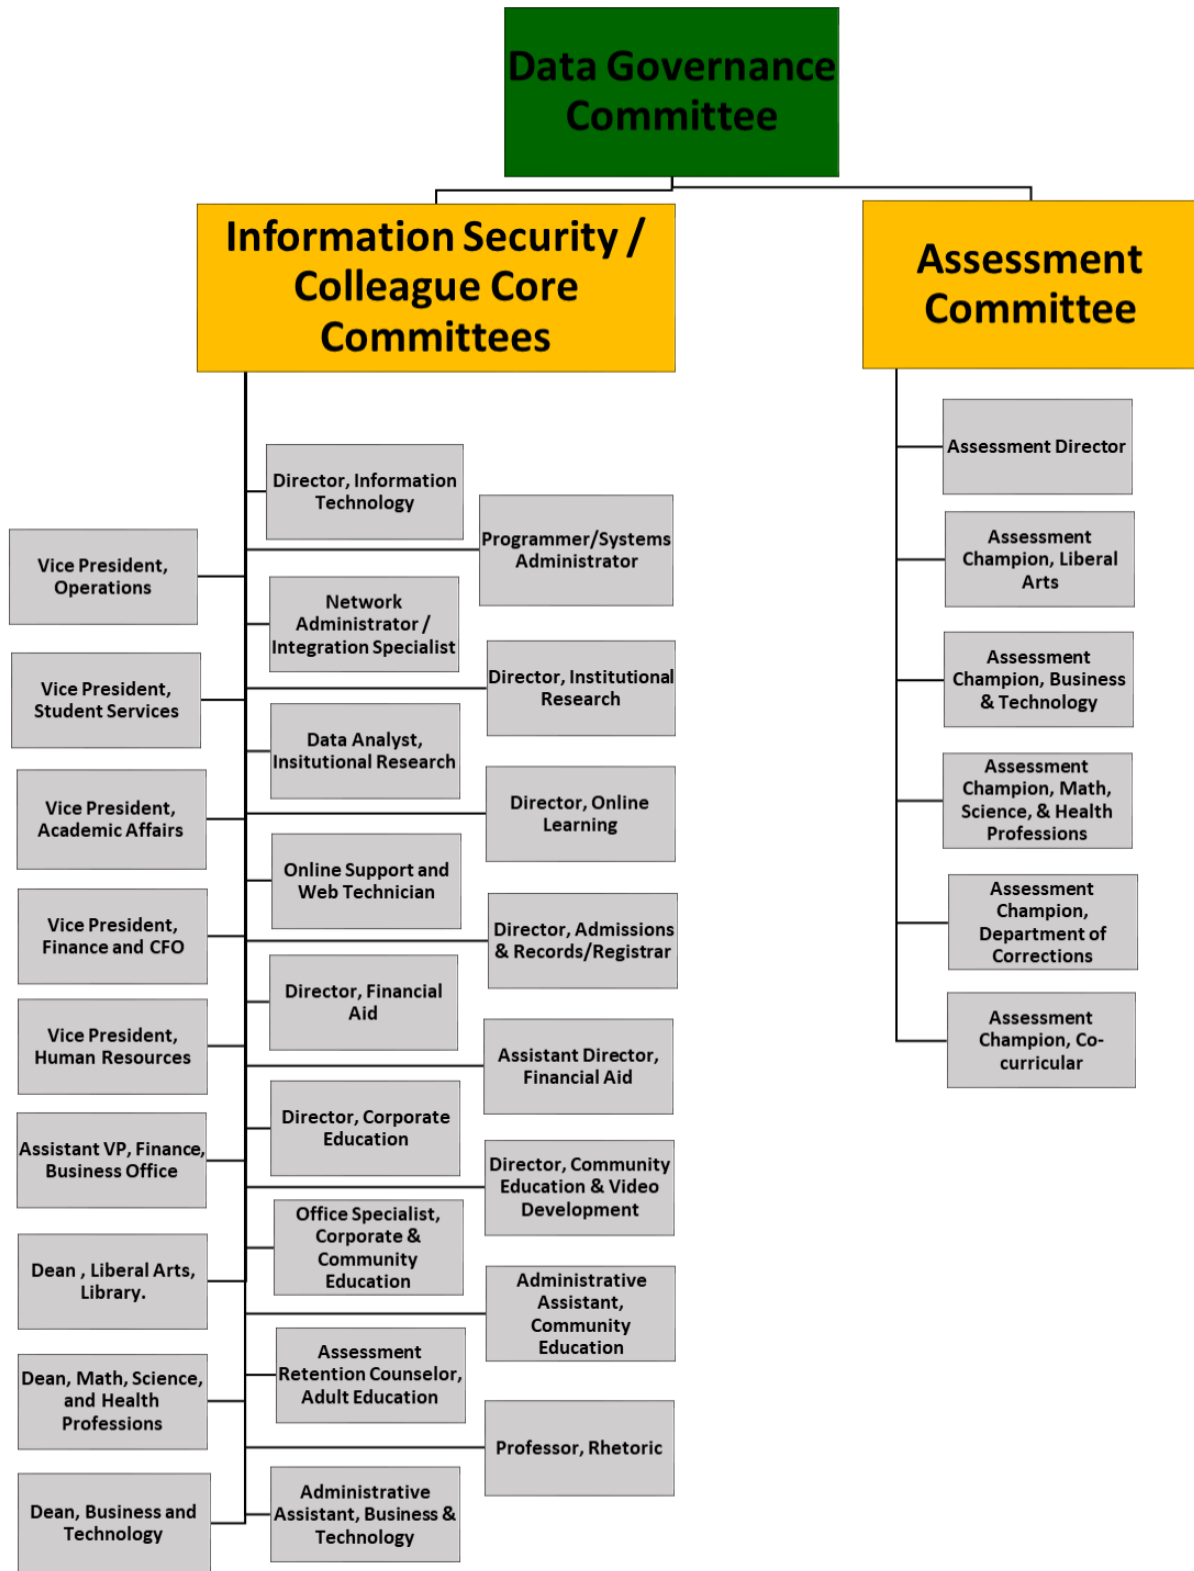 Data Governance
Committee
Information Security /
Colleague Core
Committees
Assessment
Committee
Director, Information
Technology
Programmer/Systems
Administrator
Vice President,
Operations
Network
Administrator /
Integration Specialist
Director, Institutional
Research
Vice President,
Student Services
Data Analyst,
Insitutional Research
Director, Online
Learning
Vice President,
Academic Affairs
Online Support and
Web Technician
Director, Admissions
& Records/Registrar
Vice President,
Finance and CFO
Director, Financial
Aid
Assistant Director,
Financial Aid
Vice President,
Human Resources
Director, Corporate
Education
Director, Community
Education & Video
Development
Assistant VP, Finance,
Business Office
Office Specialist,
Corporate &
Community
Education
Administrative
Assistant,
Community
Education
Dean , Liberal Arts,
Library.
Assessment
Retention Counselor,
Adult Education
Professor, Rhetoric
Dean, Math, Science,
and Health
Professions
Administrative
Assistant, Business &
Technology
Dean, Business and
Technology
Assessment Director
Assessment
Champion, Liberal
Arts
Assessment
Champion, Business
& Technology
Assessment
Champion, Math,
Science, & Health
Professions
Assessment
Champion,
Department of
Corrections
Assessment
Champion, Co-
curricular